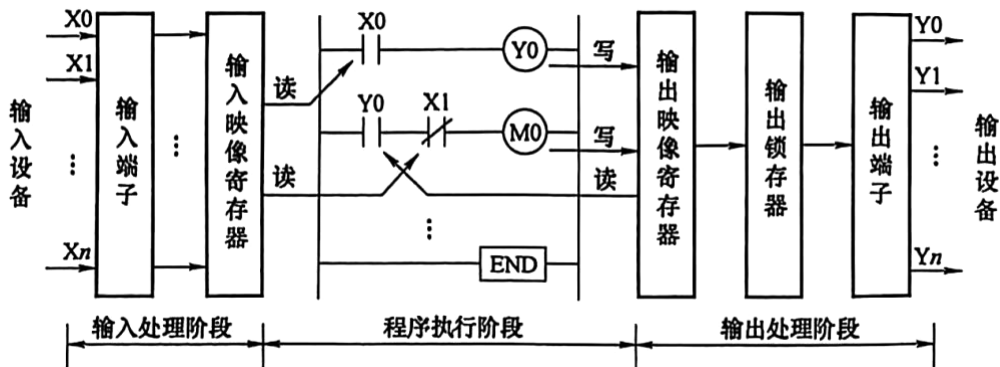 X0
X1
Xn
输入设备
输入端子
输入映像寄存器
读
读
X0
Y0
Y0
X1
M0
END
写
写
读
输出映像寄存器
输出锁存器
输出端子
Y0
Y1
Yn
输出设备
输入处理阶段
程序执行阶段
输出处理阶段